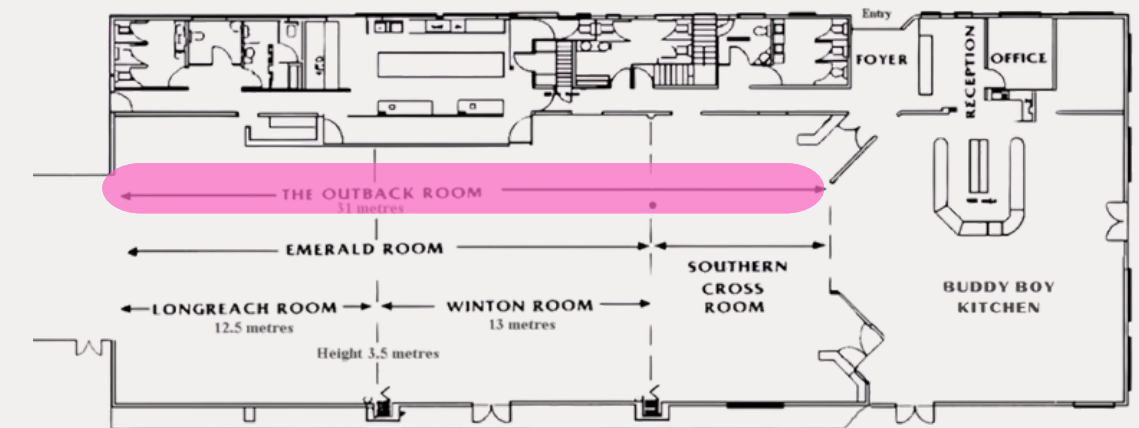 Entry
FOYER
RECEPTION
OFFICE
THE OUTBACK ROOM
31 metres
EMERALD ROOM
SOUTHERN
CROSS
ROOM
BUDDY BOY
KITCHEN
LONGREACH ROOM
12.5 metres
WINTON ROOM
13 metres
Height 3.5 metres